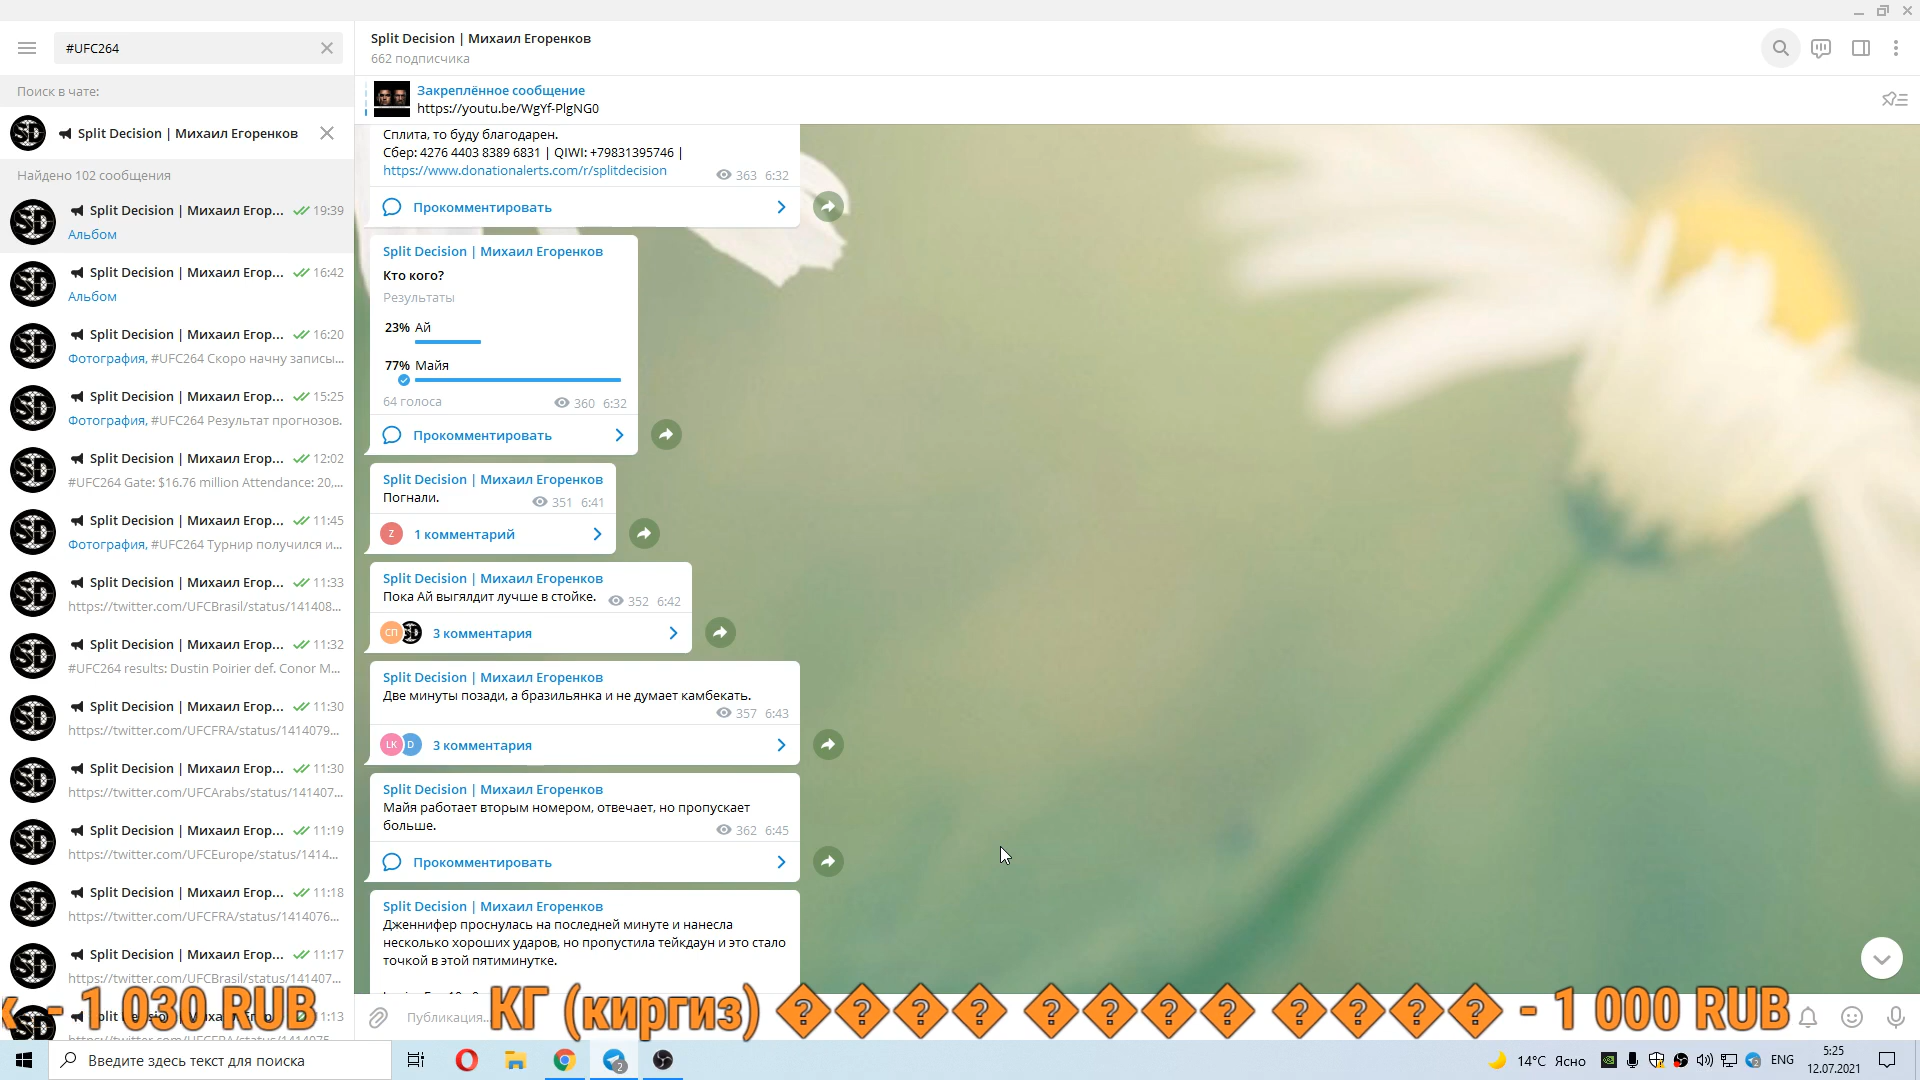 #UFC264
Поиск в чате:
Split Decision | Михаил Егоренков
Найдено 102 сообщения
Split Decision | Михаил Егор... 19:39
Альбом
Split Decision | Михаил Егор... 16:42
Альбом
Split Decision | Михаил Егор... 16:20
Фотография, #UFC264 Скоро начну записы...
Split Decision | Михаил Егор... 15:25
Фотография, #UFC264 Результат прогнозов.
Split Decision | Михаил Егор... 12:02
#UFC264 Gate: $16.76 million Attendance: 20,...
Split Decision | Михаил Егор... 11:45
Фотография, #UFC264 Турнир получился и...
Split Decision | Михаил Егор... 11:33
https://twitter.com/UFCBrasil/status/141408...
Split Decision | Михаил Егор... 11:32
#UFC264 results: Dustin Poirier def. Conor M...
Split Decision | Михаил Егор... 11:30
https://twitter.com/UFCFRA/status/1414079...
Split Decision | Михаил Егор... 11:30
https://twitter.com/UFCArabs/status/141407...
Split Decision | Михаил Егор... 11:19
https://twitter.com/UFCEurope/status/1414...
Split Decision | Михаил Егор... 11:18
https://twitter.com/UFCFRA/status/1414076...
Split Decision | Михаил Егор... 11:17
https://twitter.com/UFCBrasil/status/141407...
11:13
Split Decision | Михаил Егоренков
662 подписчика
Закреплённое сообщение
https://youtu.be/WgYf-PlgNG0
Сплита, то буду благодарен.
Сбер: 4276 4403 8389 6831 | QIWI: +79831395746 |
https://www.donationalerts.com/r/splitdecision 363 6:32
Прокомментировать
Split Decision | Михаил Егоренков
Кто кого?
Результаты
23% Ай
77% Майя
64 голоса 360 6:32
Прокомментировать
Split Decision | Михаил Егоренков
Погнали. 351 6:41
Z 1 комментарий
Split Decision | Михаил Егоренков
Пока Ай выгялдит лучше в стойке. 352 6:42
СП SD 3 комментария
Split Decision | Михаил Егоренков
Две минуты позади, а бразильянка и не думает камбекать.
357 6:43
LK D 3 комментария
Split Decision | Михаил Егоренков
Майя работает вторым номером, отвечает, но пропускает
больше. 362 6:45
Прокомментировать
Split Decision | Михаил Егоренков
Дженнифер проснулась на последней минуте и нанесла
несколько хороших ударов, но пропустила тейкдаун и это стало
точкой в этой пятиминутке.
Публикация...
- 1 030 RUB КГ (киргиз) ����� ���� ���� - 1 000 RUB
Введите здесь текст для поиска
2
14°C Ясно
ENG
5:25
12.07.2021